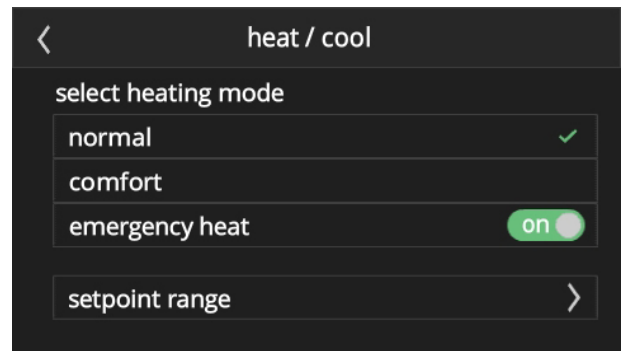 heat / cool
select heating mode
normal
comfort
emergency heat on
setpoint range